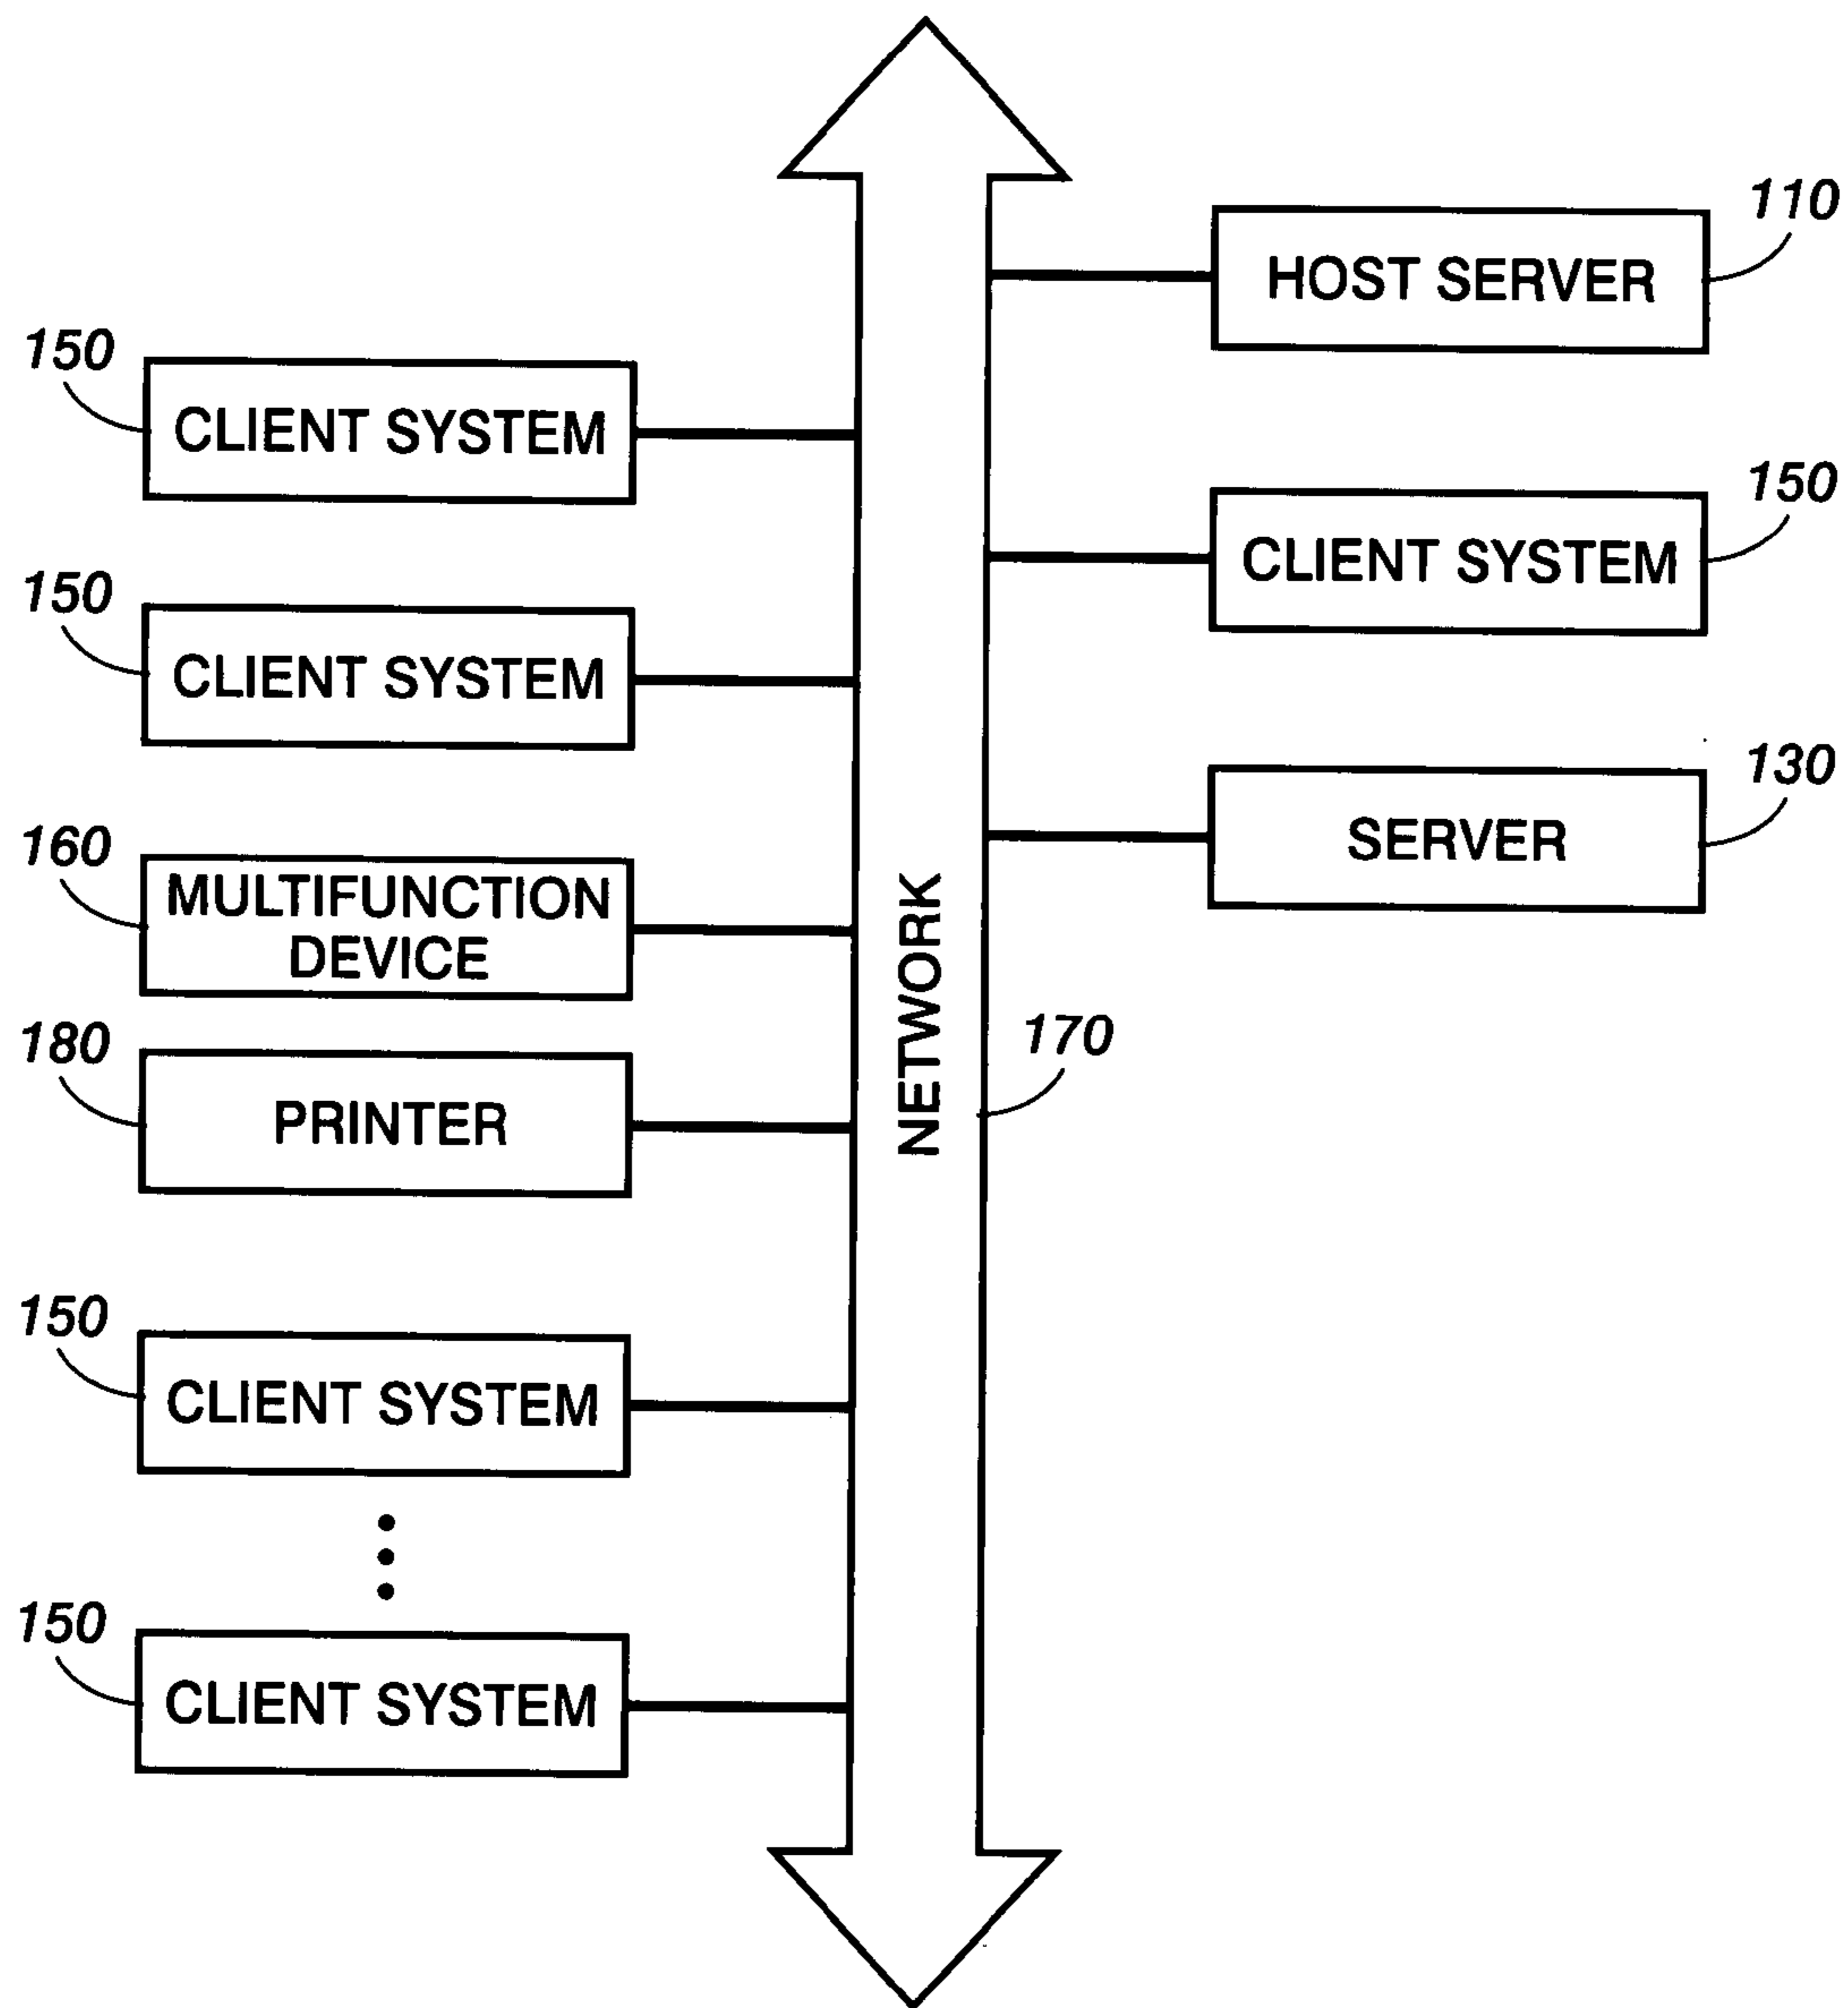 110
HOST SERVER
150
CLIENT SYSTEM
150
CLIENT SYSTEM
150
CLIENT SYSTEM
130
SERVER
160
MULTIFUNCTION
DEVICE
NETWORK
170
180
PRINTER
150
CLIENT SYSTEM
150
CLIENT SYSTEM